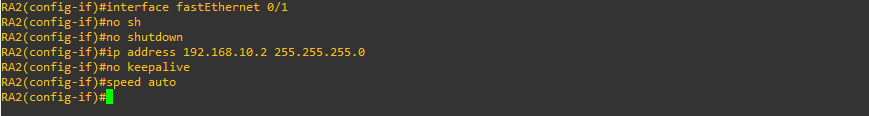 RA2(config-if)#interface fastEthernet 0/1
RA2(config-if)#no sh
RA2(config-if)#no shutdown
RA2(config-if)#ip address 192.168.10.2 255.255.255.0
RA2(config-if)#no keepalive
RA2(config-if)#speed auto
RA2(config-if)#